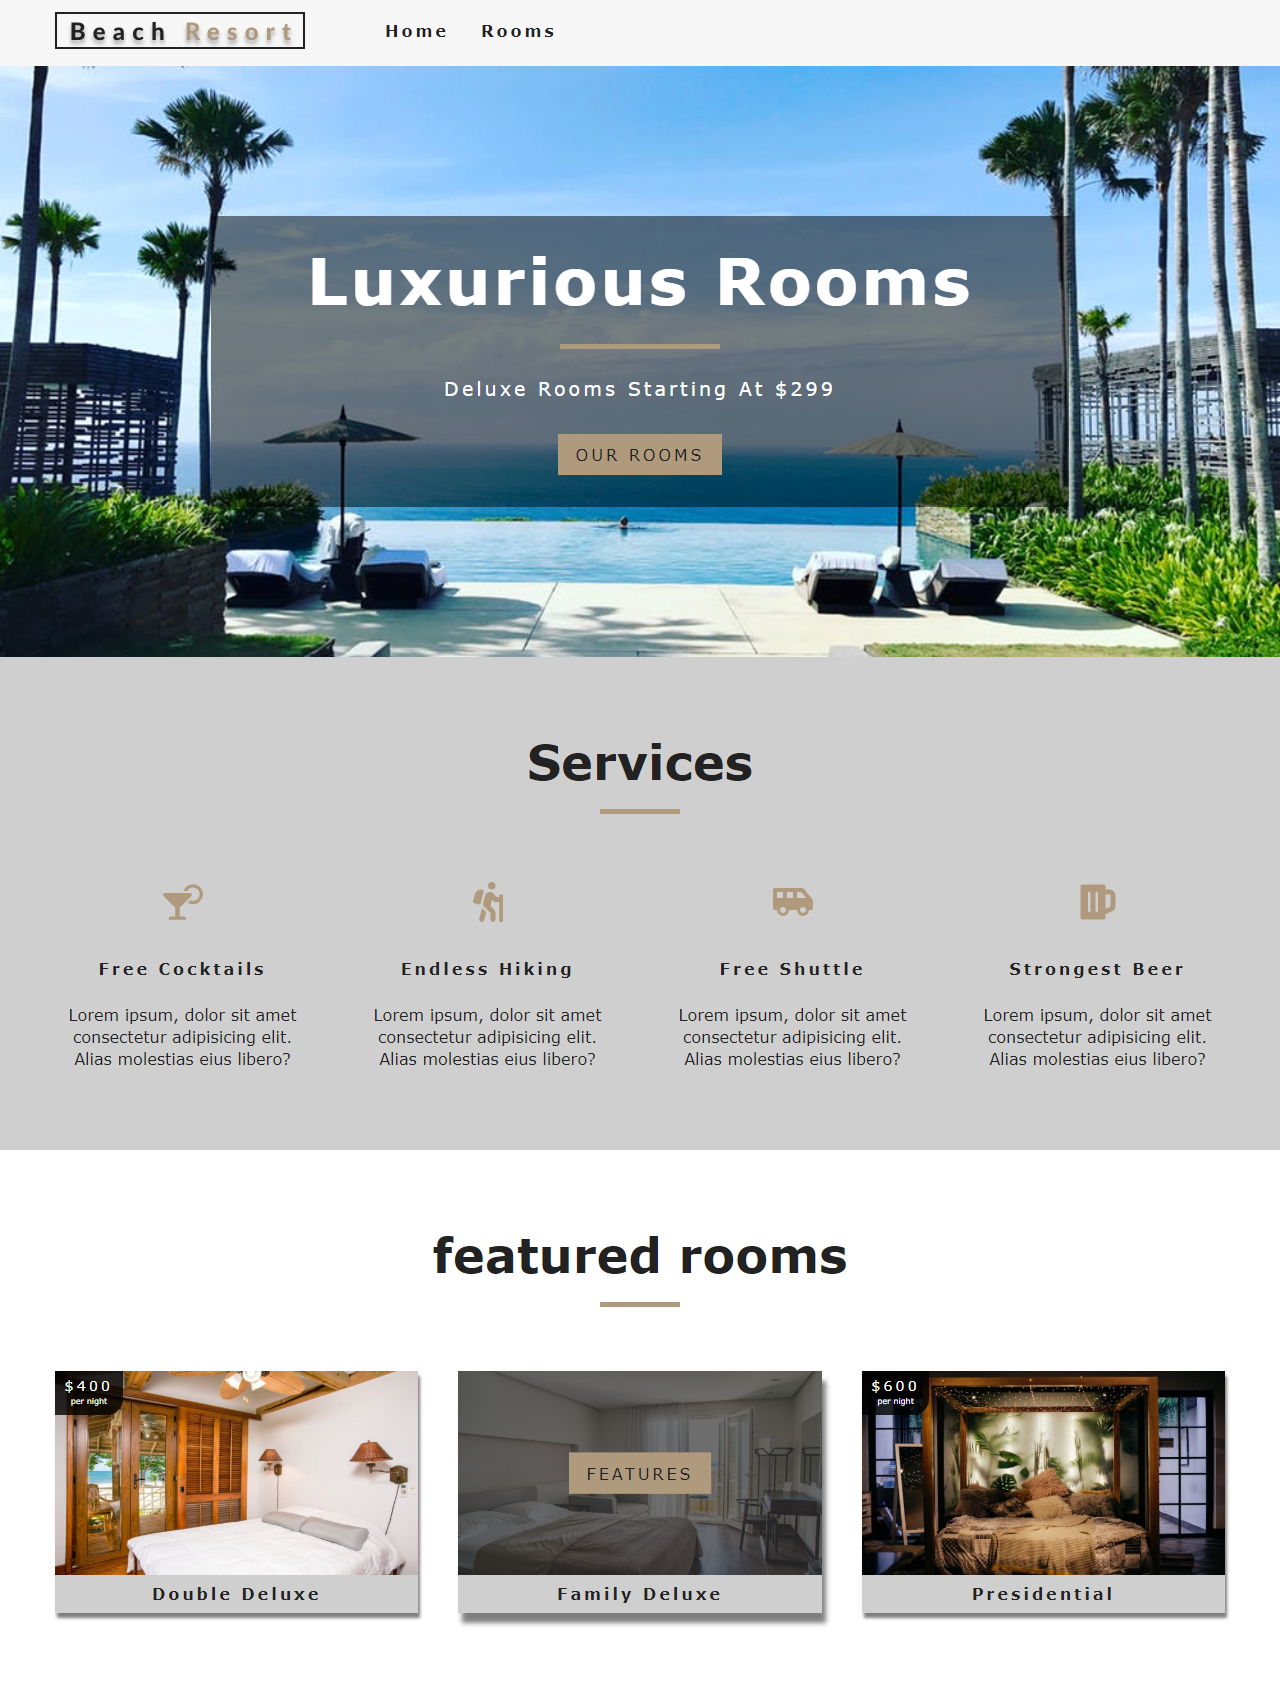 Beach Resort
Home Rooms
Luxurious Rooms
Deluxe Rooms Starting At $299
OUR ROOMS
Services
Free Cocktails
Lorem ipsum, dolor sit amet
consectetur adipisicing elit.
Alias molestias eius libero?
Endless Hiking
Lorem ipsum, dolor sit amet
consectetur adipisicing elit.
Alias molestias eius libero?
Free Shuttle
Lorem ipsum, dolor sit amet
consectetur adipisicing elit.
Alias molestias eius libero?
Strongest Beer
Lorem ipsum, dolor sit amet
consectetur adipisicing elit.
Alias molestias eius libero?
featured rooms
$400
per night
Double Deluxe
FEATURES
Family Deluxe
$600
per night
Presidential